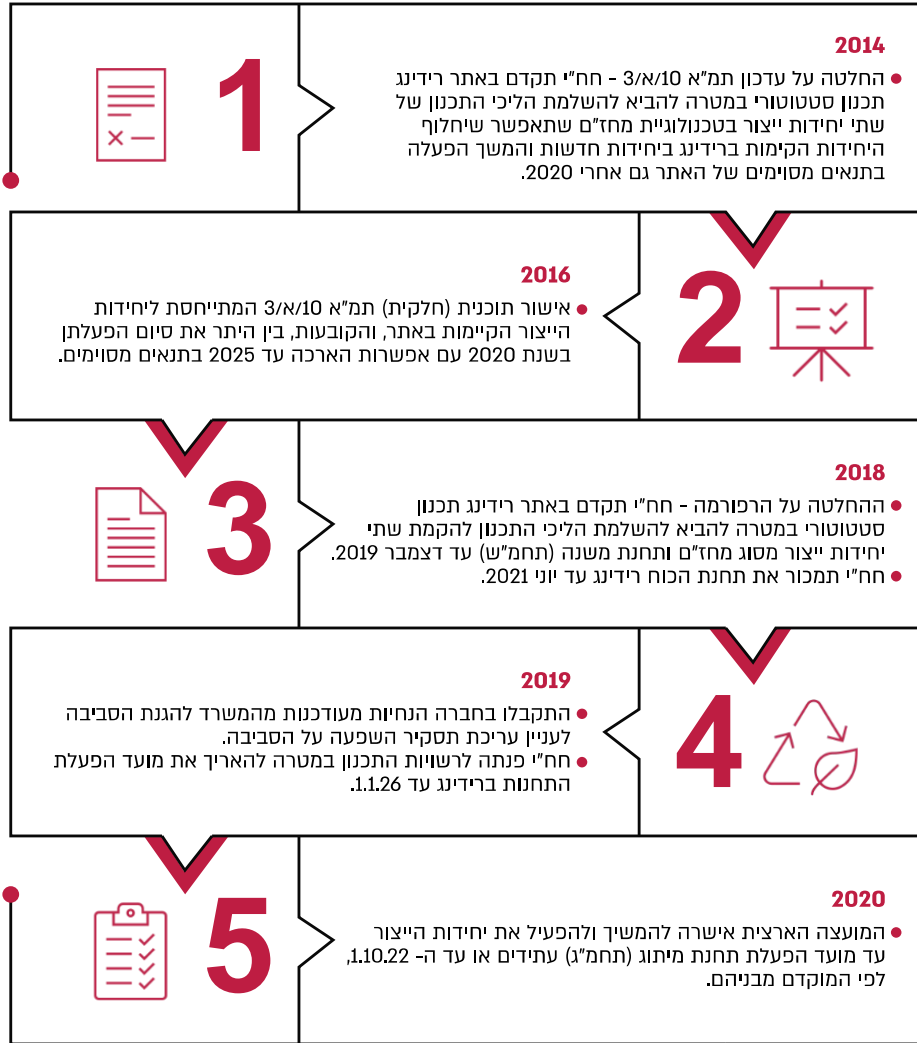 1
2014
• החלטה על עדכון תמ"א 10/א/3 - חח"י תקדם באתר רידינג
תכנון סטטוטורי במטרה להביא להשלמת הליכי התכנון של
שתי יחידות ייצור בטכנולוגיית מחז"ם שתאפשר שיחלוף
היחידות הקימות ברידינג ביחידות חדשות והמשך הפעלה
בתנאים מסוימים של האתר גם אחרי 2020.
2
2016
• אישור תוכנית (חלקית) תמ"א 10/א/3 המתייחסת ליחידות
הייצור הקיימות באתר, והקובעות, בין היתר את סיום הפעלתן
בשנת 2020 עם אפשרות הארכה עד 2025 בתנאים מסוימים.
3
2018
• ההחלטה על הרפורמה - חח"י תקדם באתר רידינג תכנון
סטטוטורי במטרה להביא להשלמת הליכי התכנון להקמת שתי
יחידות ייצור מסוג מחז"ם ותחנת משנה (תחמ"ש) עד דצמבר 2019.
• חח"י תמכור את תחנת הכוח רידינג עד יוני 2021.
4
2019
• התקבלו בחברה הנחיות מעודכנות מהמשרד להגנת הסביבה
לעניין עריכת תסקיר השפעה על הסביבה.
• חח"י פנתה לרשויות התכנון במטרה להאריך את מועד הפעלת
התחנות ברידינג עד 1.1.26.
5
2020
• המועצה הארצית אישרה להמשיך ולהפעיל את יחידות הייצור
עד מועד הפעלת תחנת מיתוג (תחמ"ג) עתידים או עד ה- 1.10.22,
לפי המוקדם מבניהם.